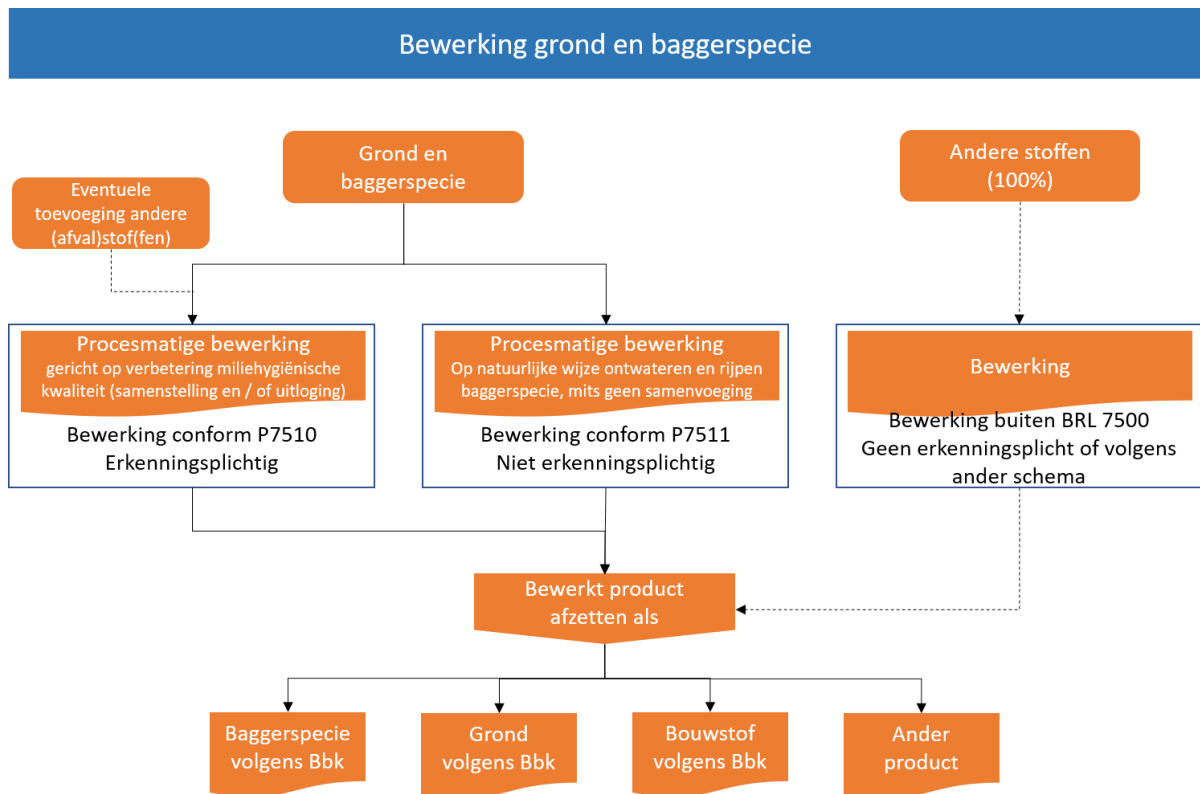 Bewerking grond en baggerspecie
Grond en
baggerspecie
Andere stoffen
(100%)
Eventuele
toevoeging andere
(afval)stof(fen)
Procesmatige bewerking
gericht op verbetering miliehygiënische
kwaliteit (samenstelling en / of uitloging)
Bewerking conform P7510
Erkenningsplichtig
Procesmatige bewerking
Op natuurlijke wijze ontwateren en rijpen
baggerspecie, mits geen samenvoeging
Bewerking conform P7511
Niet erkenningsplichtig
Bewerking
Bewerking buiten BRL 7500
Geen erkenningsplicht of volgens
ander schema
Bewerkt product
afzetten als
Baggerspecie
volgens Bbk
Grond
volgens Bbk
Bouwstof
volgens Bbk
Ander
product